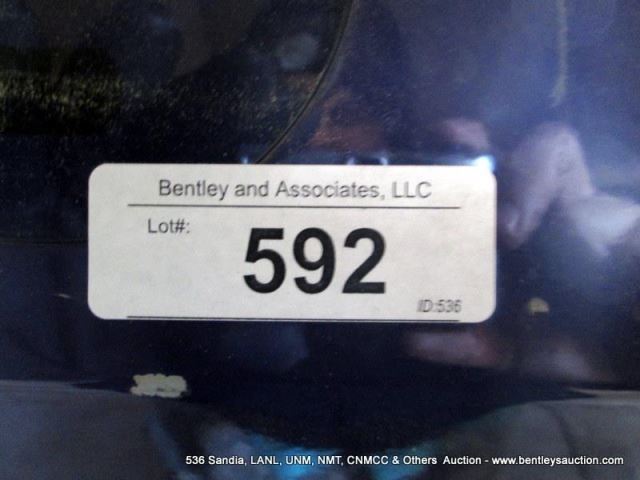 Bentley and Associates, LLC
Lot#:
592
ID:536
536 Sandia, LANL, UNM, NMT, CNMCC & Others Auction - www.bentleysauction.com